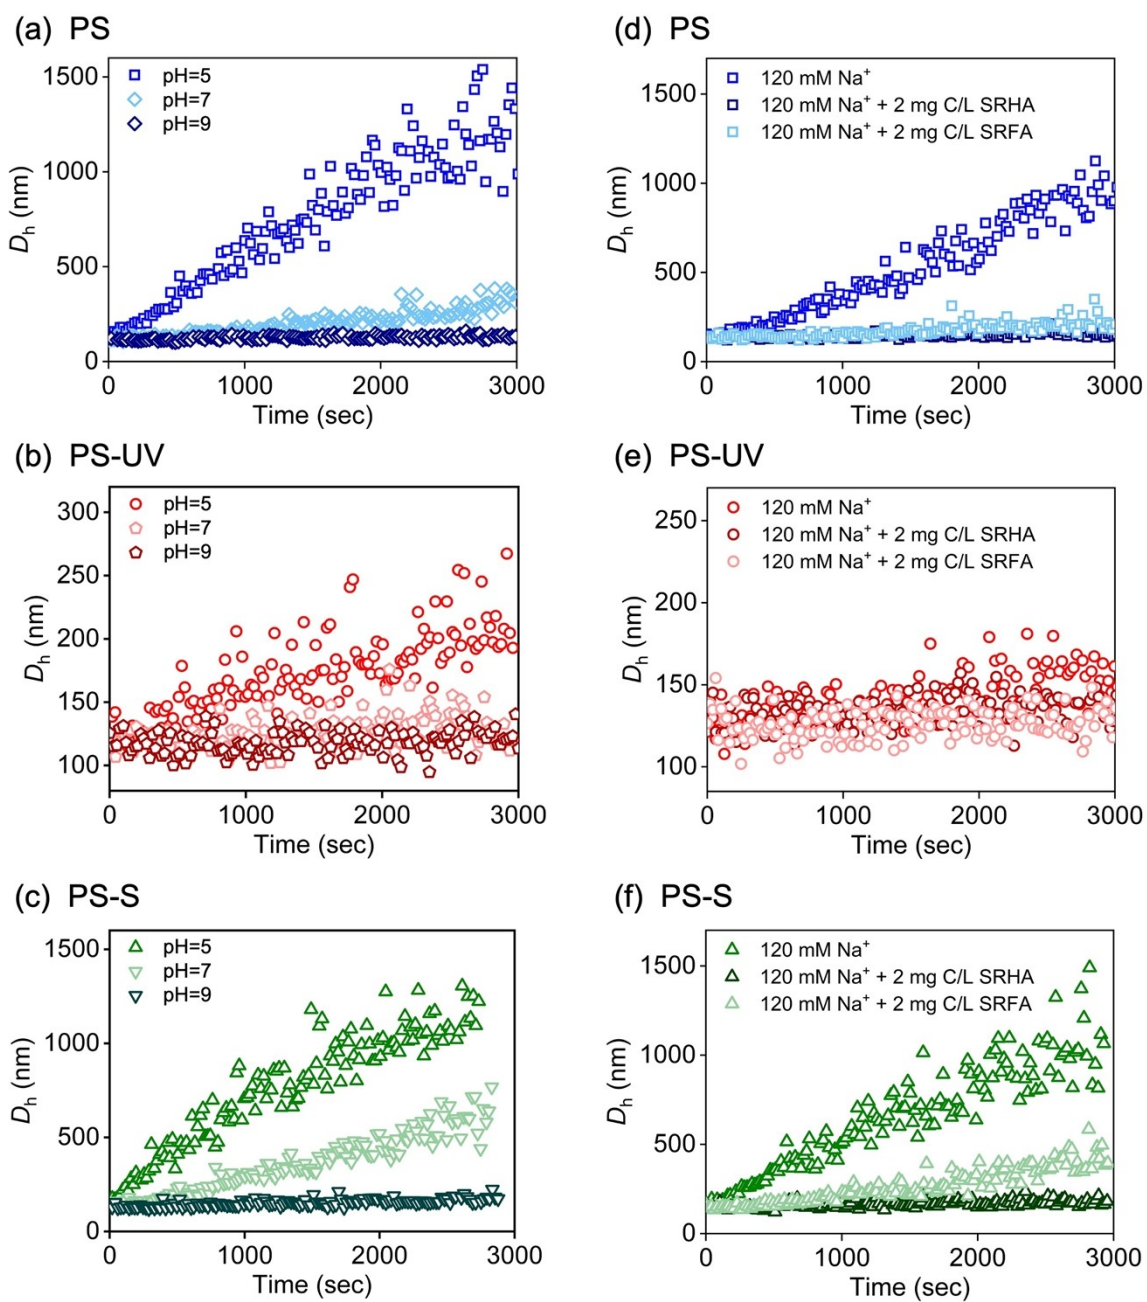 (a) PS
1500
1000
500
0
Dh (nm)
pH=5
pH=7
pH=9
0 1000 2000 3000
Time (sec)
(d) PS
1500
1000
500
0
Dh (nm)
120 mM Na⁺
120 mM Na⁺ + 2 mg C/L SRHA
120 mM Na⁺ + 2 mg C/L SRFA
0 1000 2000 3000
Time (sec)
(b) PS-UV
300
250
200
150
100
Dh (nm)
pH=5
pH=7
pH=9
0 1000 2000 3000
Time (sec)
(e) PS-UV
250
200
150
100
Dh (nm)
120 mM Na⁺
120 mM Na⁺ + 2 mg C/L SRHA
120 mM Na⁺ + 2 mg C/L SRFA
0 1000 2000 3000
Time (sec)
(c) PS-S
1500
1000
500
0
Dh (nm)
pH=5
pH=7
pH=9
0 1000 2000 3000
Time (sec)
(f) PS-S
1500
1000
500
0
Dh (nm)
120 mM Na⁺
120 mM Na⁺ + 2 mg C/L SRHA
120 mM Na⁺ + 2 mg C/L SRFA
0 1000 2000 3000
Time (sec)